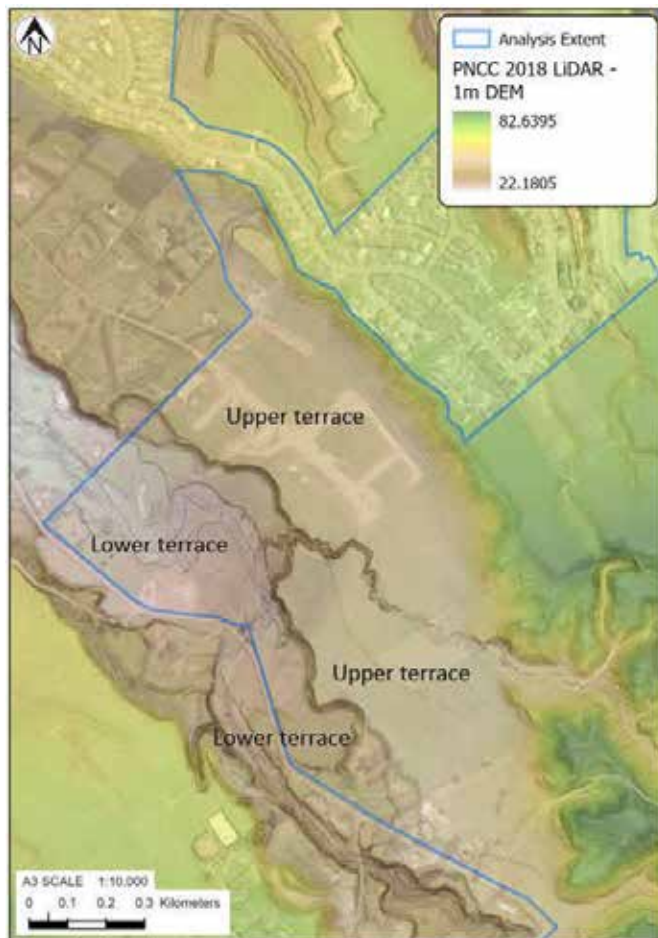 N
Analysis Extent
PNCC 2018 LiDAR -
1m DEM
82.6395
22.1805
Upper terrace
Lower terrace
Upper terrace
Lower terrace
A3 SCALE 1:10,000
0 0.1 0.2 0.3 Kilometers